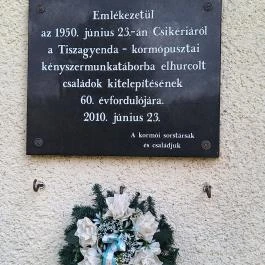 Emlékezetül
az 1950. június 23.-án Csikériáról
a Tiszagyenda - kormópusztai
kényszermunkatáborba elhurcolt
családok kitelepítésének
60. évfordulójára.
2010. június 23.
A kormói sorstársak
és családjuk